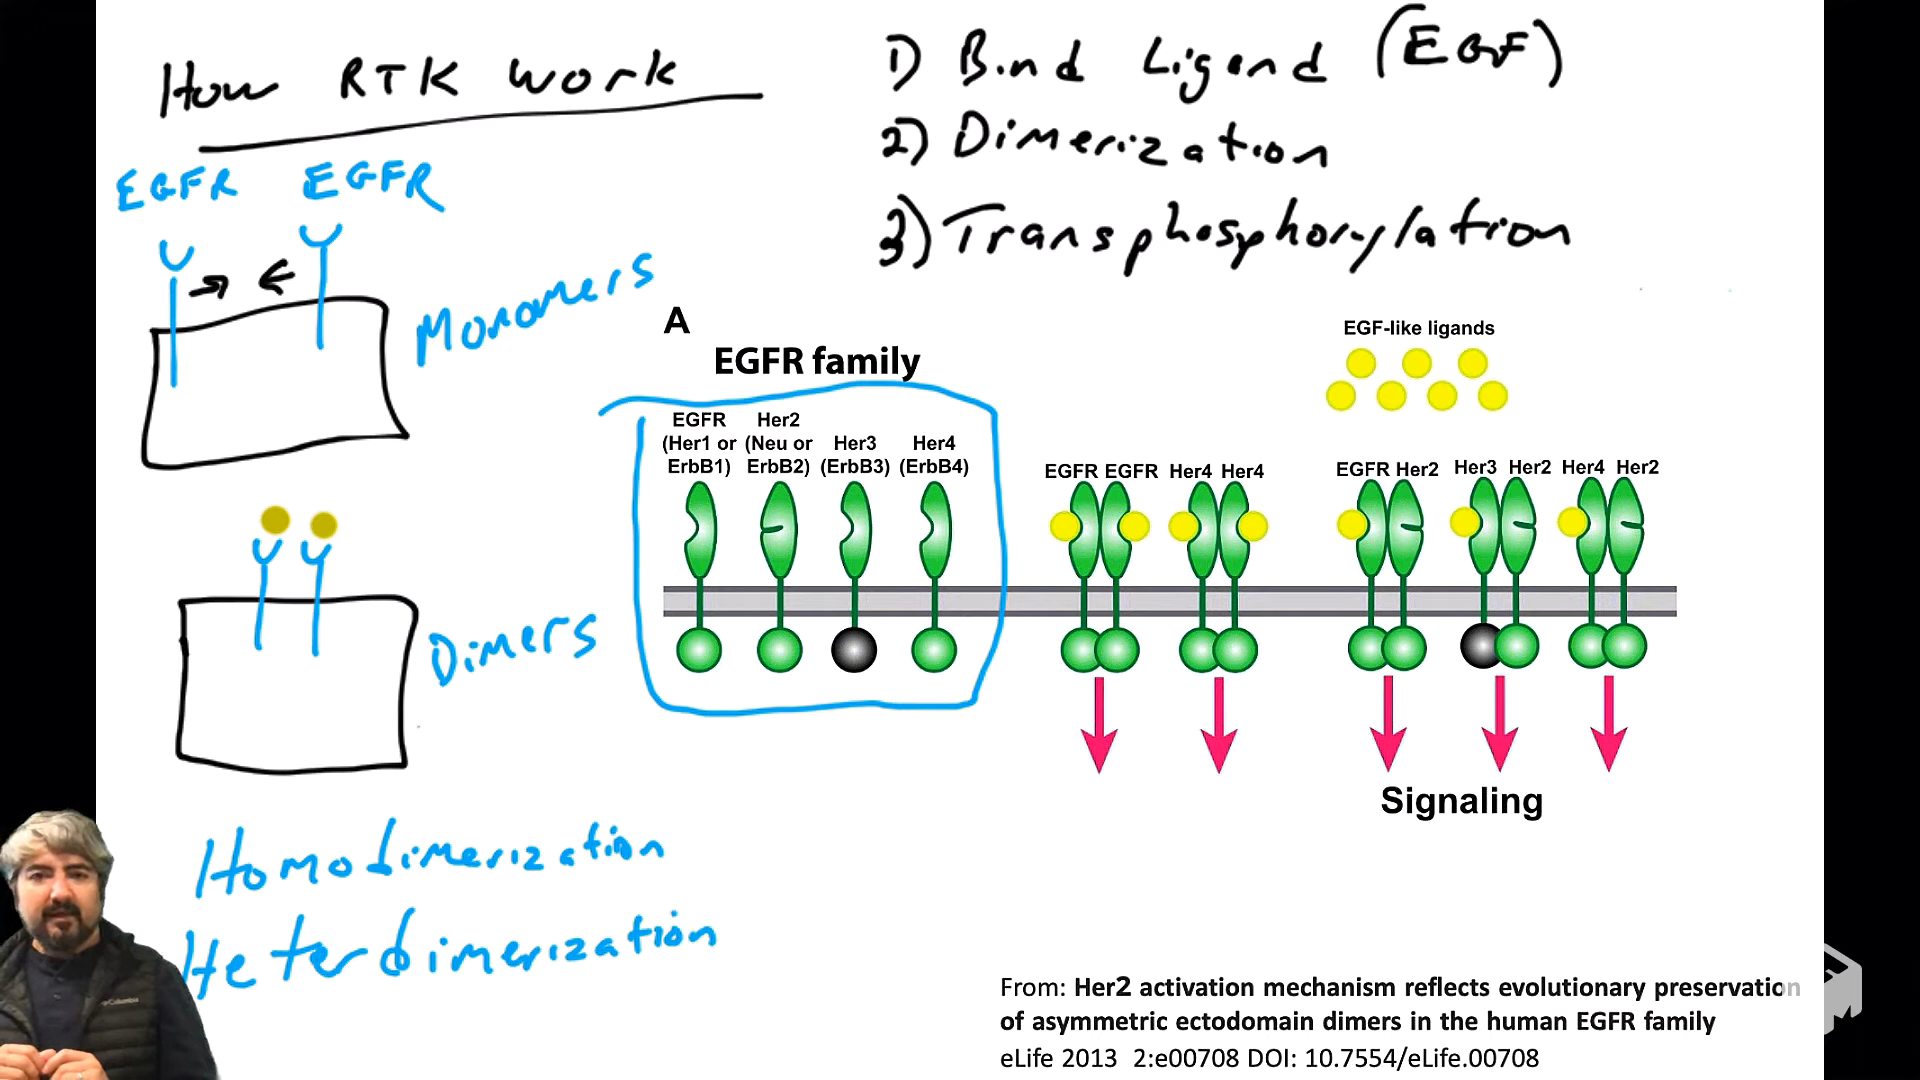 How RTK work
1) Bind Ligand (EGF)
2) Dimerization
3) Transphosphorylation
EGFR EGFR
Monomers
Dimers
Homodimerization
Heterdimerization
A
EGFR family
EGFR
(Her1 or
ErbB1)
Her2
(Neu or
ErbB2)
Her3
(ErbB3)
Her4
(ErbB4)
EGF-like ligands
EGFR EGFR
Her4 Her4
EGFR Her2
Her3 Her2
Her4 Her2
Signaling
From: Her2 activation mechanism reflects evolutionary preservation
of asymmetric ectodomain dimers in the human EGFR family
eLife 2013 2:e00708 DOI: 10.7554/eLife.00708
Columbia